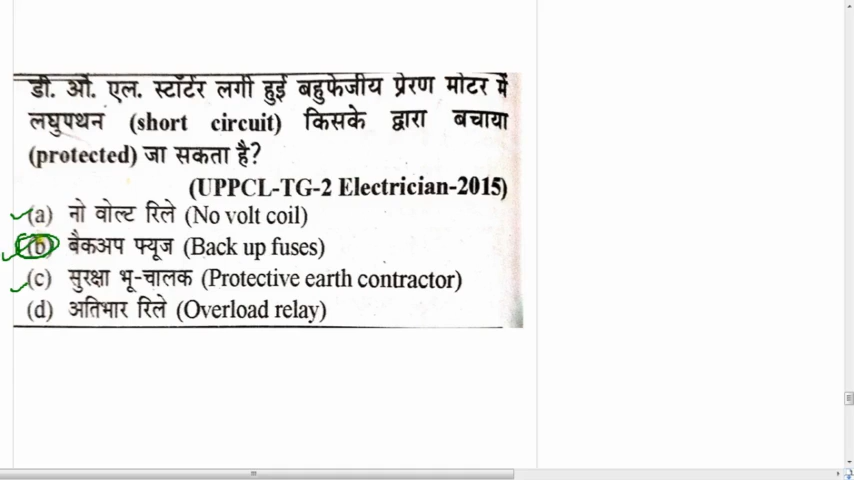 डी. ओ. एल. स्टॉर्टर लगी हुई बहुफेजीय प्रेरण मोटर में
लघुपथन (short circuit) किसके द्वारा बचाया
(protected) जा सकता है?
(UPPCL-TG-2 Electrician-2015)
(a) नो वोल्ट रिले (No volt coil)
(b) बैकअप फ्यूज (Back up fuses)
(c) सुरक्षा भू-चालक (Protective earth contractor)
(d) अतिभार रिले (Overload relay)